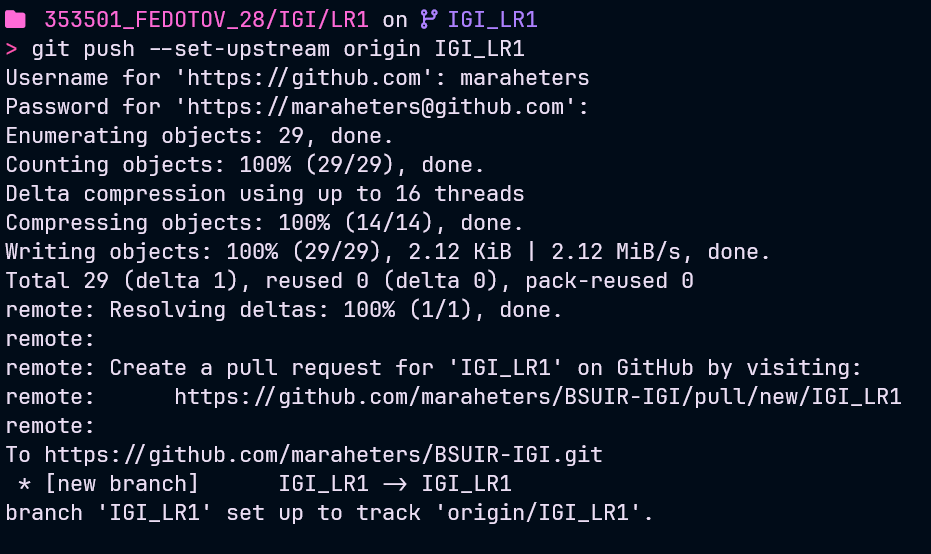 353501_FEDOTOV_28/IGI/LR1 on IGI_LR1
> git push --set-upstream origin IGI_LR1
Username for 'https://github.com': maraheters
Password for 'https://maraheters@github.com':
Enumerating objects: 29, done.
Counting objects: 100% (29/29), done.
Delta compression using up to 16 threads
Compressing objects: 100% (14/14), done.
Writing objects: 100% (29/29), 2.12 KiB | 2.12 MiB/s, done.
Total 29 (delta 1), reused 0 (delta 0), pack-reused 0
remote: Resolving deltas: 100% (1/1), done.
remote:
remote: Create a pull request for 'IGI_LR1' on GitHub by visiting:
remote:      https://github.com/maraheters/BSUIR-IGI/pull/new/IGI_LR1
remote:
To https://github.com/maraheters/BSUIR-IGI.git
 * [new branch]      IGI_LR1 -> IGI_LR1
branch 'IGI_LR1' set up to track 'origin/IGI_LR1'.